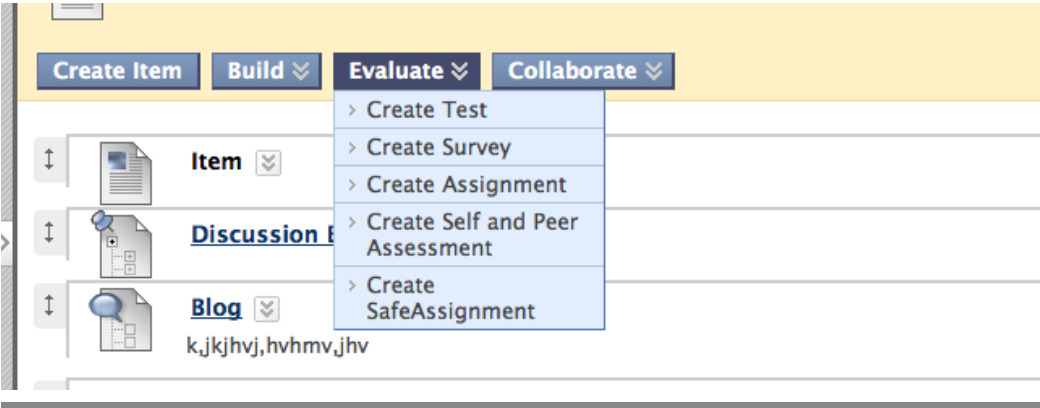 Create Item Build Evaluate Collaborate
Create Test
Create Survey
Create Assignment
Create Self and Peer
Assessment
Create
SafeAssignment
Item
Discussion
Blog
k,jkjhvj,hvhmv,jhv